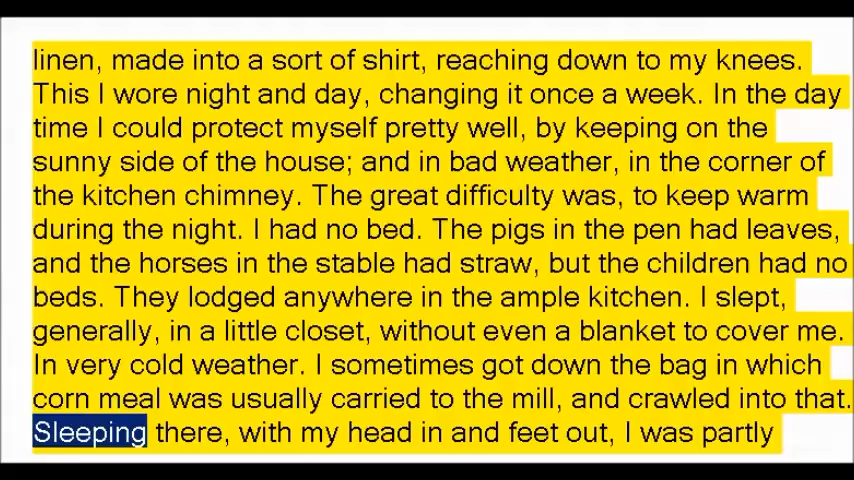 linen, made into a sort of shirt, reaching down to my knees.
This I wore night and day, changing it once a week. In the day
time I could protect myself pretty well, by keeping on the
sunny side of the house; and in bad weather, in the corner of
the kitchen chimney. The great difficulty was, to keep warm
during the night. I had no bed. The pigs in the pen had leaves,
and the horses in the stable had straw, but the children had no
beds. They lodged anywhere in the ample kitchen. I slept,
generally, in a little closet, without even a blanket to cover me.
In very cold weather. I sometimes got down the bag in which
corn meal was usually carried to the mill, and crawled into that.
Sleeping there, with my head in and feet out, I was partly